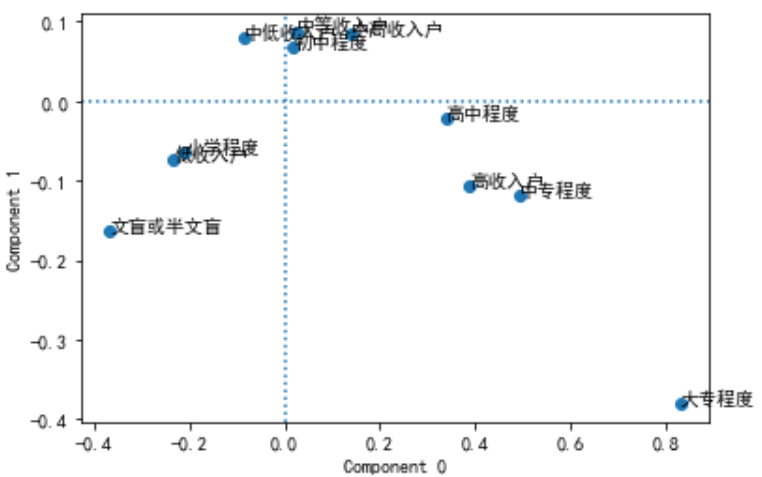 0.1
0.0
−0.1
−0.2
−0.3
−0.4
Component 1
中等收入户
中低收入户
中高收入户
初中程度
高中程度
小学程度
低收入户
高收入户
中专程度
文盲或半文盲
大专程度
−0.4
−0.2
0.0
0.2
0.4
0.6
0.8
Component 0